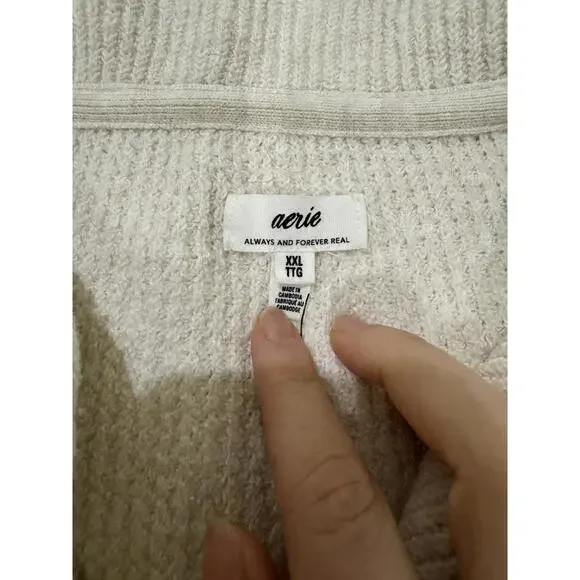 aerie
ALWAYS AND FOREVER REAL
XXL
TTG
MADE IN
CAMBODIA
FABRIQUÉ AU
CAMBODGE